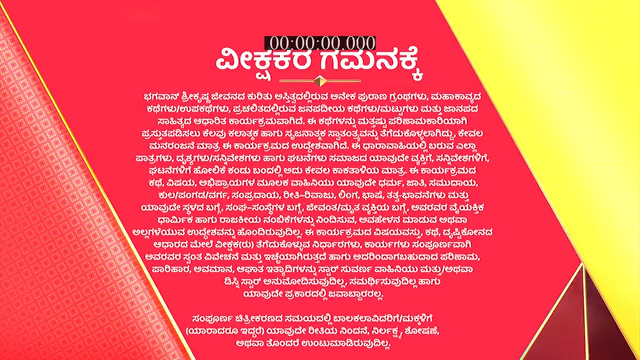 00:00:00.000
ವೀಕ್ಷಕರ ಗಮನಕ್ಕೆ
ಭಗವಾನ್ ಶ್ರೀಕೃಷ್ಣ ಜೀವನದ ಕುರಿತು ಅಸ್ತಿತ್ವದಲ್ಲಿರುವ ಅನೇಕ ಪುರಾಣ ಗ್ರಂಥಗಳು, ಮಹಾಕಾವ್ಯದ
ಕಥೆಗಳು/ಉಪಕಥೆಗಳು, ಪ್ರಚಲಿತದಲ್ಲಿರುವ ಜನಪದೀಯ ಕಥೆಗಳು/ಮಟ್ಟುಗಳು ಮತ್ತು ಜಾನಪದ
ಸಾಹಿತ್ಯದ ಆಧಾರಿತ ಕಾರ್ಯಕ್ರಮವಾಗಿದೆ. ಈ ಕಥೆಗಳನ್ನು ಮತ್ತಷ್ಟು ಪರಿಣಾಮಕಾರಿಯಾಗಿ
ಪ್ರಸ್ತುತಪಡಿಸಲು ಕೆಲವು ಕಲಾತ್ಮಕ ಹಾಗು ಸೃಜನಾತ್ಮಕ ಸ್ವಾತಂತ್ರ್ಯವನ್ನು ತೆಗೆದುಕೊಳ್ಳಲಾಗಿದ್ದು, ಕೇವಲ
ಮನರಂಜನೆ ಮಾತ್ರ ಈ ಕಾರ್ಯಕ್ರಮದ ಉದ್ದೇಶವಾಗಿದೆ. ಈ ಧಾರಾವಾಹಿಯಲ್ಲಿ ಬರುವ ಎಲ್ಲಾ
ಪಾತ್ರಗಳು, ದೃಶ್ಯಗಳು/ಸನ್ನಿವೇಶಗಳು ಹಾಗು ಘಟನೆಗಳು ಸಮಾಜದ ಯಾವುದೇ ವ್ಯಕ್ತಿಗೆ, ಸನ್ನಿವೇಶಗಳಿಗೆ,
ಘಟನೆಗಳಿಗೆ ಹೋಲಿಕೆ ಕಂಡು ಬಂದಲ್ಲಿ ಅದು ಕೇವಲ ಕಾಕತಾಳೀಯ ಮಾತ್ರ. ಈ ಕಾರ್ಯಕ್ರಮದ
ಕಥೆ, ವಿಷಯ, ಅಭಿಪ್ರಾಯಗಳ ಮೂಲಕ ವಾಹಿನಿಯು ಯಾವುದೇ ಧರ್ಮ, ಜಾತಿ, ಸಮುದಾಯ,
ಕುಲ/ಪಂಗಡ/ವರ್ಗ, ಸಂಪ್ರದಾಯ, ರೀತಿ-ರಿವಾಜು, ಲಿಂಗ, ಭಾಷೆ, ತತ್ವ-ಭಾವನೆಗಳು ಮತ್ತು
ಯಾವುದೇ ಸ್ಥಳದ ಬಗ್ಗೆ, ಸಂಘ-ಸಂಸ್ಥೆಗಳ ಬಗ್ಗೆ, ಜೀವಂತ/ಮೃತ ವ್ಯಕ್ತಿಯ ಬಗ್ಗೆ, ಅವರವರ ವೈಯಕ್ತಿಕ
ಧಾರ್ಮಿಕ ಹಾಗು ರಾಜಕೀಯ ನಂಬಿಕೆಗಳನ್ನು ನಿಂದಿಸುವ, ಅವಹೇಳನ ಮಾಡುವ ಅಥವಾ
ಅಲ್ಲಗಳೆಯುವ ಉದ್ದೇಶವನ್ನು ಹೊಂದಿರುವುದಿಲ್ಲ. ಈ ಕಾರ್ಯಕ್ರಮದ ವಿಷಯವಸ್ತು, ಕಥೆ, ದೃಷ್ಟಿಕೋನದ
ಆಧಾರದ ಮೇಲೆ ವೀಕ್ಷಕ(ರು) ತೆಗೆದುಕೊಳ್ಳುವ ನಿರ್ಧಾರಗಳು, ಕಾರ್ಯಗಳು ಸಂಪೂರ್ಣವಾಗಿ
ಅವರವರ ಸ್ವಂತ ವಿವೇಚನೆ ಮತ್ತು ಇಚ್ಛೆಯಾಗಿರುತ್ತದೆ ಹಾಗು ಅದರಿಂದಾಗಬಹುದಾದ ಪರಿಣಾಮ,
ಪಾರಿಹಾರ, ಅವಮಾನ, ಆಘಾತ ಇತ್ಯಾದಿಗಳನ್ನು ಸ್ಟಾರ್ ಸುವರ್ಣ ವಾಹಿನಿಯು ಮತ್ತು/ಅಥವಾ
ಡಿಸ್ನಿ ಸ್ಟಾರ್ ಅನುಮೋದಿಸುವುದಿಲ್ಲ, ಸಮರ್ಥಿಸುವುದಿಲ್ಲ ಹಾಗು
ಯಾವುದೇ ಪ್ರಕಾರದಲ್ಲಿ ಜವಾಬ್ದಾರರಲ್ಲ.
ಸಂಪೂರ್ಣ ಚಿತ್ರೀಕರಣದ ಸಮಯದಲ್ಲಿ ಬಾಲಕಲಾವಿದರಿಗೆ/ಮಕ್ಕಳಿಗೆ
(ಯಾರಾದರೂ ಇದ್ದರೆ) ಯಾವುದೇ ರೀತಿಯ ನಿಂದನೆ, ನಿರ್ಲಕ್ಷ್ಯ, ಶೋಷಣೆ,
ಅಥವಾ ತೊಂದರೆ ಉಂಟುಮಾಡಿರುವುದಿಲ್ಲ.